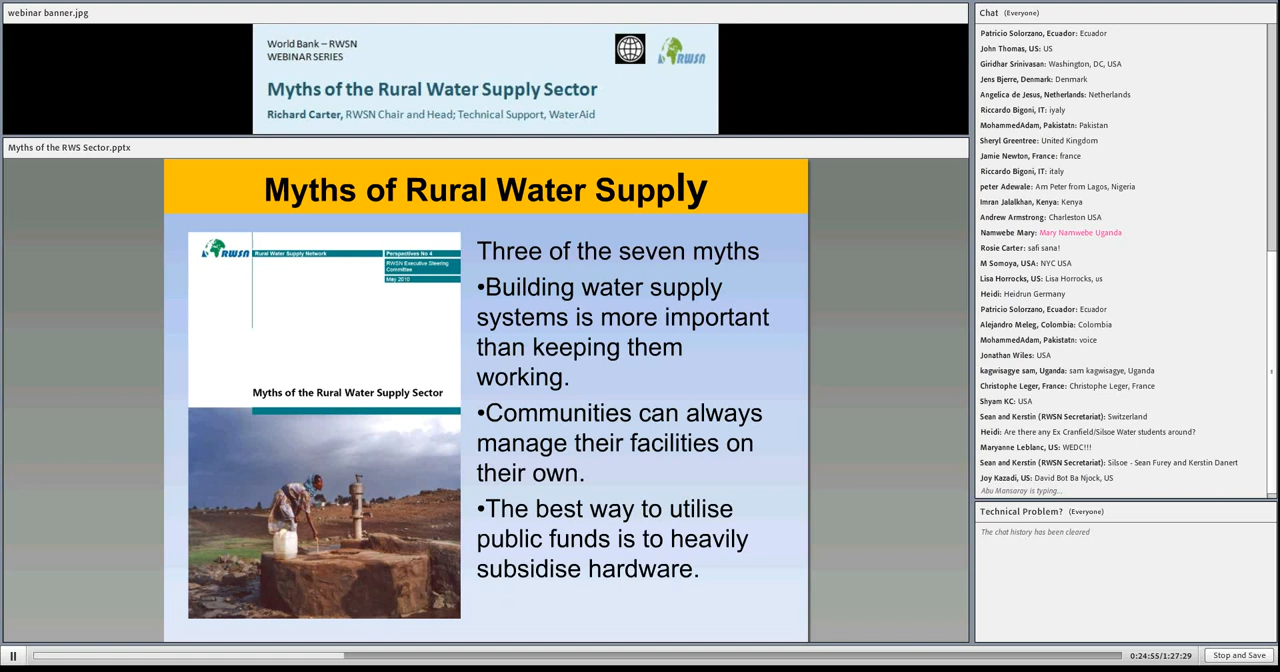 webinar banner.jpg
World Bank – RWSN
WEBINAR SERIES
RWSN
Myths of the Rural Water Supply Sector
Richard Carter, RWSN Chair and Head; Technical Support, WaterAid
Myths of the RWS Sector.pptx
Myths of Rural Water Supply
RWSN
Rural Water Supply Network
Perspectives No 4
RWSN Executive Steering
Committee
May 2010
Myths of the Rural Water Supply Sector
Three of the seven myths
•Building water supply
systems is more important
than keeping them
working.
•Communities can always
manage their facilities on
their own.
•The best way to utilise
public funds is to heavily
subsidise hardware.
Chat (Everyone)
Patricio Solorzano, Ecuador: Ecuador
John Thomas, US: US
Giridhar Srinivasan: Washington, DC, USA
Jens Bjerre, Denmark: Denmark
Angelica de Jesus, Netherlands: Netherlands
Riccardo Bigoni, IT: iyaly
MohammedAdam, Pakistatn: Pakistan
Sheryl Greentree: United Kingdom
Jamie Newton, France: france
Riccardo Bigoni, IT: italy
peter Adewale: Am Peter from Lagos, Nigeria
Imran Jalalkhan, Kenya: Kenya
Andrew Armstrong: Charleston USA
Namwebe Mary: Mary Namwebe Uganda
Rosie Carter: safi sana!
M Somoya, USA: NYC USA
Lisa Horrocks, US: Lisa Horrocks, us
Heidi: Heidrun Germany
Patricio Solorzano, Ecuador: Ecuador
Alejandro Meleg, Colombia: Colombia
MohammedAdam, Pakistatn: voice
Jonathan Wiles: USA
kagwisagye sam, Uganda: sam kagwisagye, Uganda
Christophe Leger, France: Christophe Leger, France
Shyam KC: USA
Sean and Kerstin (RWSN Secretariat): Switzerland
Heidi: Are there any Ex Cranfield/Silsoe Water students around?
Maryanne Leblanc, US: WEDC!!!
Sean and Kerstin (RWSN Secretariat): Silsoe - Sean Furey and Kerstin Danert
Joy Kazadi, US: David Bot Ba Njock, US
Abu Mansaray is typing...
Technical Problem? (Everyone)
The chat history has been cleared
0:24:55/1:27:29
Stop and Save